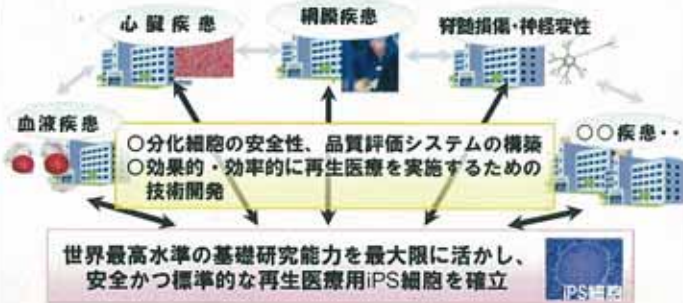 心臓疾患
網膜疾患
脊髄損傷・神経変性
血液疾患
○○疾患・・
○分化細胞の安全性、品質評価システムの構築
○効果的・効率的に再生医療を実施するための
技術開発
世界最高水準の基礎研究能力を最大限に活かし、
安全かつ標準的な再生医療用iPS細胞を確立
iPS細胞